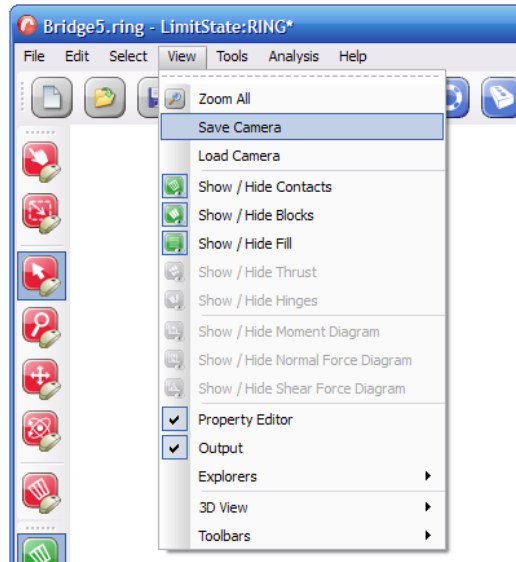 Bridge5.ring - LimitState:RING*
File Edit Select View Tools Analysis Help
Zoom All
Save Camera
Load Camera
Show / Hide Contacts
Show / Hide Blocks
Show / Hide Fill
Show / Hide Thrust
Show / Hide Hinges
Show / Hide Moment Diagram
Show / Hide Normal Force Diagram
Show / Hide Shear Force Diagram
Property Editor
Output
Explorers
3D View
Toolbars